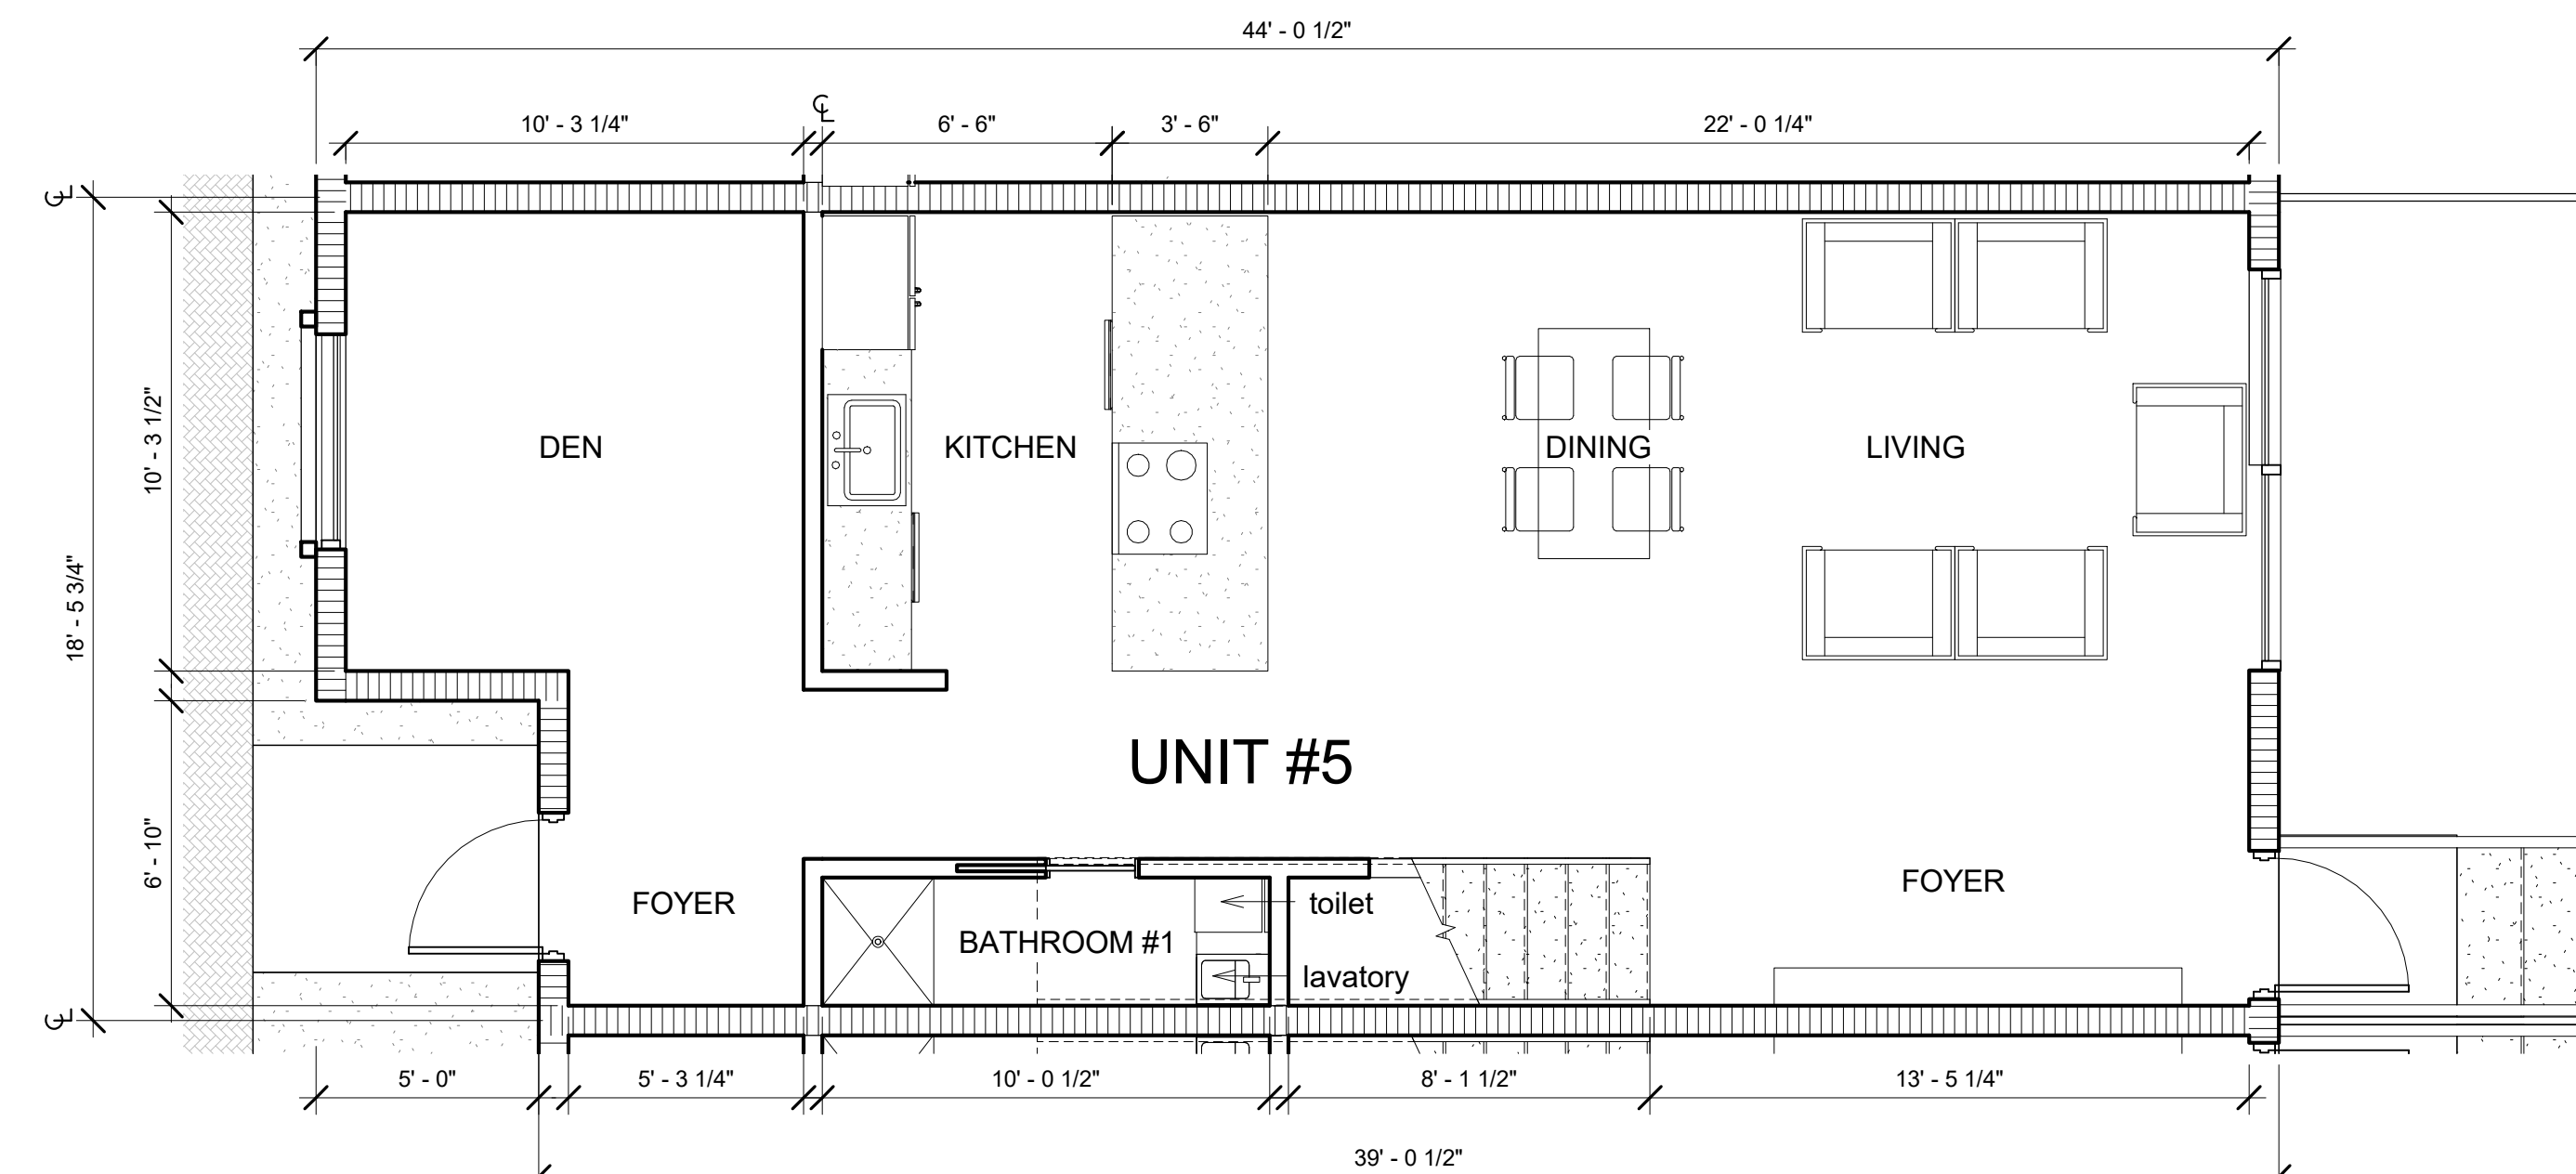 44' - 0 1/2"
10' - 3 1/4"
℄
6' - 6"
3' - 6"
22' - 0 1/4"
℄
10' - 3 1/2"
18' - 5 3/4"
6' - 10"
℄
DEN
KITCHEN
DINING
LIVING
UNIT #5
FOYER
BATHROOM #1
toilet
lavatory
FOYER
5' - 0"
5' - 3 1/4"
10' - 0 1/2"
8' - 1 1/2"
13' - 5 1/4"
39' - 0 1/2"